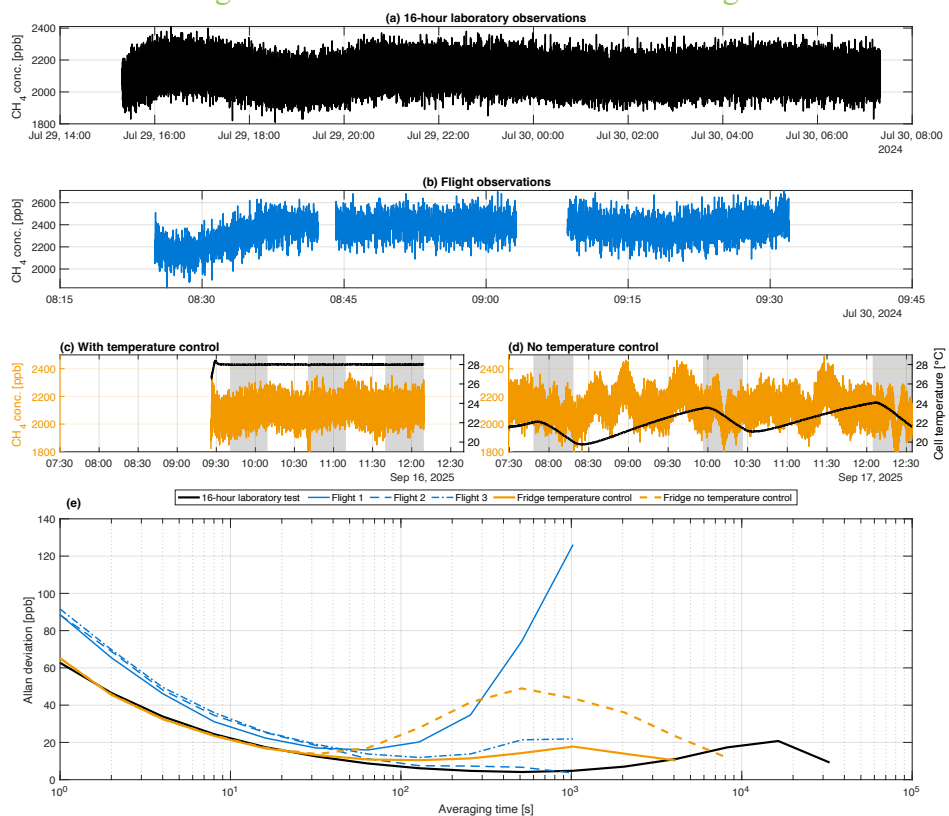 (a) 16-hour laboratory observations
CH4 conc. [ppb]
2400
2200
2000
1800
Jul 29, 14:00 Jul 29, 16:00 Jul 29, 18:00 Jul 29, 20:00 Jul 29, 22:00 Jul 30, 00:00 Jul 30, 02:00 Jul 30, 04:00 Jul 30, 06:00 Jul 30, 08:00
2024
(b) Flight observations
CH4 conc. [ppb]
2600
2400
2200
2000
08:15 08:30 08:45 09:00 09:15 09:30 09:45
Jul 30, 2024
(c) With temperature control
CH4 conc. [ppb]
2400
2200
2000
1800
28
26
24
22
20
07:30 08:00 08:30 09:00 09:30 10:00 10:30 11:00 11:30 12:00 12:30
Sep 16, 2025
(d) No temperature control
2400
2200
2000
1800
28
26
24
22
20
Cell temperature [°C]
07:30 08:00 08:30 09:00 09:30 10:00 10:30 11:00 11:30 12:00 12:30
Sep 17, 2025
(e)
16-hour laboratory test Flight 1 Flight 2 Flight 3 Fridge temperature control Fridge no temperature control
Allan deviation [ppb]
140
120
100
80
60
40
20
0
10^0 10^1 10^2 10^3 10^4 10^5
Averaging time [s]